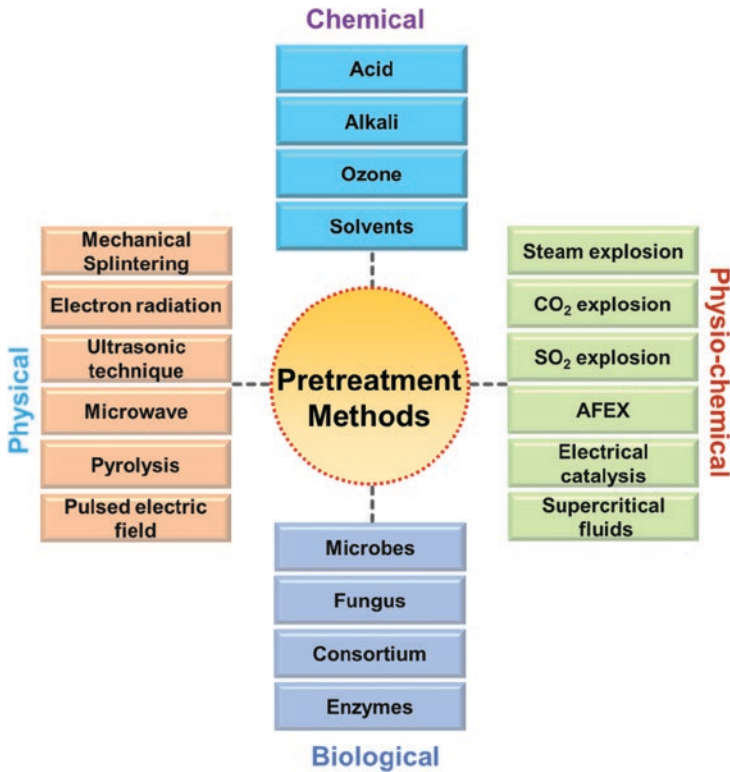 Chemical
Acid
Alkali
Ozone
Solvents
Physical
Mechanical
Splintering
Electron radiation
Ultrasonic
technique
Microwave
Pyrolysis
Pulsed electric
field
Pretreatment
Methods
Steam explosion
CO₂ explosion
SO₂ explosion
AFEX
Electrical
catalysis
Supercritical
fluids
Physio-chemical
Microbes
Fungus
Consortium
Enzymes
Biological